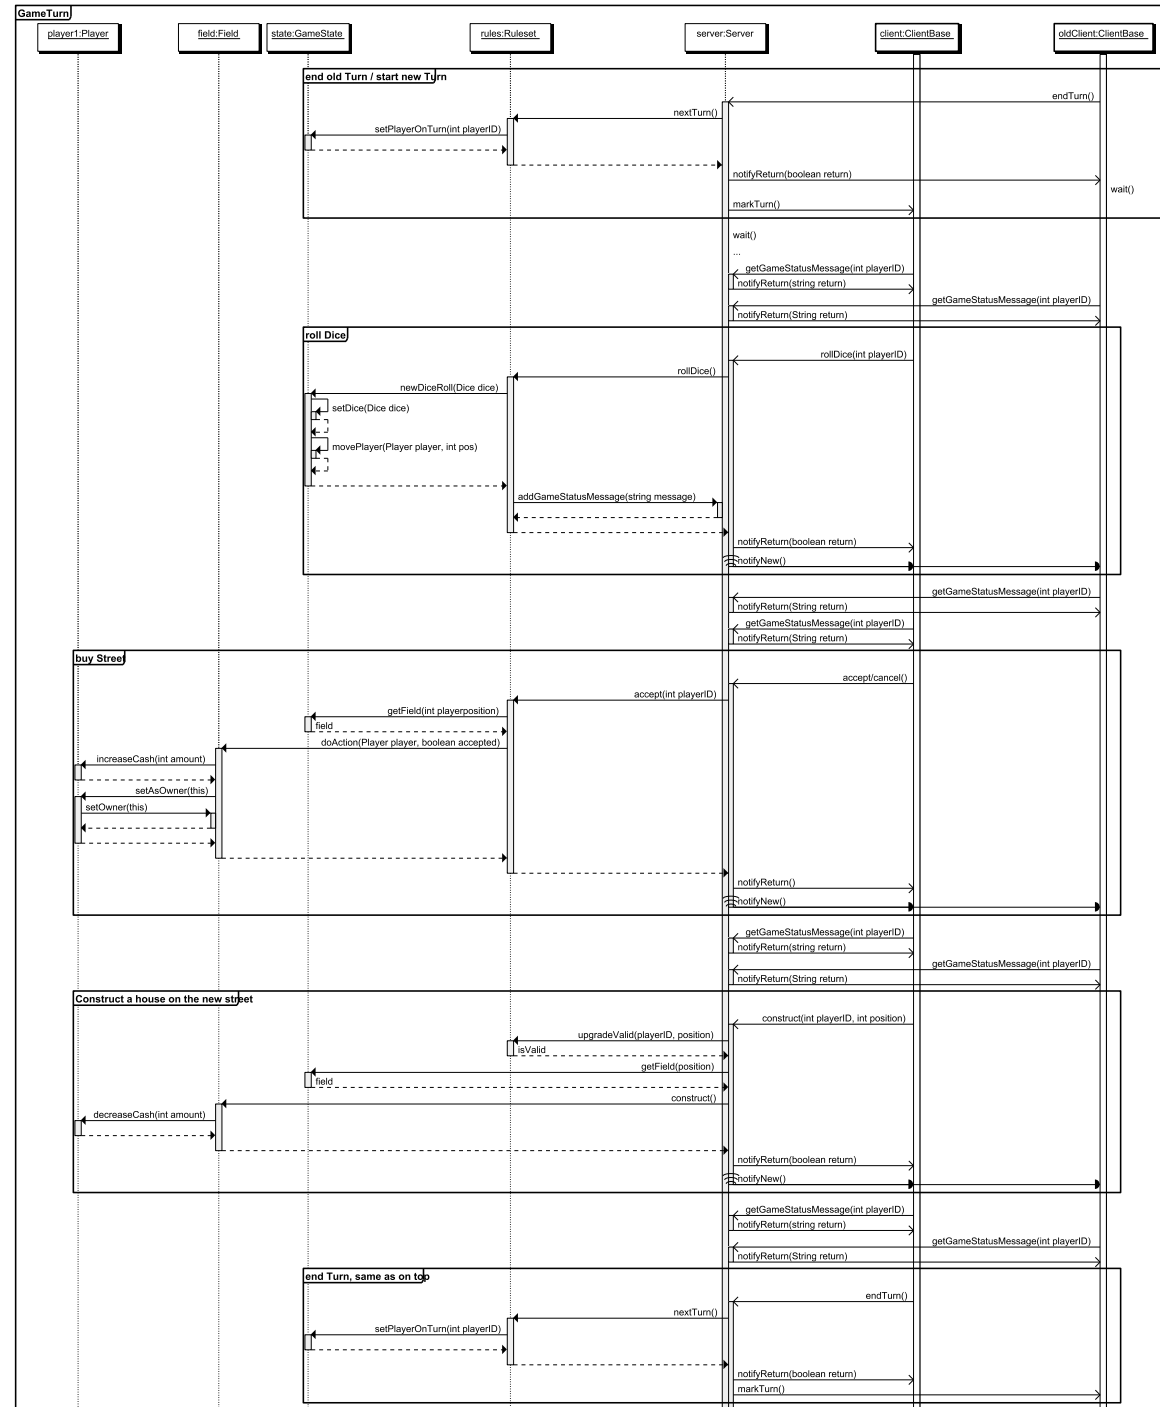 GameTurn
player1:Player
field:Field
state:GameState
rules:Ruleset
server:Server
client:ClientBase
oldClient:ClientBase
end old Turn / start new Turn
endTurn()
nextTurn()
setPlayerOnTurn(int playerID)
notifyReturn(boolean return)
wait()
markTurn()
wait()
...
getGameStatusMessage(int playerID)
notifyReturn(string return)
getGameStatusMessage(int playerID)
notifyReturn(String return)
roll Dice
rollDice(int playerID)
rollDice()
newDiceRoll(Dice dice)
setDice(Dice dice)
movePlayer(Player player, int pos)
addGameStatusMessage(string message)
notifyReturn(boolean return)
notifyNew()
getGameStatusMessage(int playerID)
notifyReturn(String return)
getGameStatusMessage(int playerID)
notifyReturn(String return)
buy Street
accept/cancel()
accept(int playerID)
getField(int playerposition)
field
doAction(Player player, boolean accepted)
increaseCash(int amount)
setAsOwner(this)
setOwner(this)
notifyReturn()
notifyNew()
getGameStatusMessage(int playerID)
notifyReturn(string return)
getGameStatusMessage(int playerID)
notifyReturn(String return)
Construct a house on the new street
construct(int playerID, int position)
upgradeValid(playerID, position)
isValid
getField(position)
field
construct()
decreaseCash(int amount)
notifyReturn(boolean return)
notifyNew()
getGameStatusMessage(int playerID)
notifyReturn(string return)
getGameStatusMessage(int playerID)
notifyReturn(String return)
end Turn, same as on top
endTurn()
nextTurn()
setPlayerOnTurn(int playerID)
notifyReturn(boolean return)
markTurn()